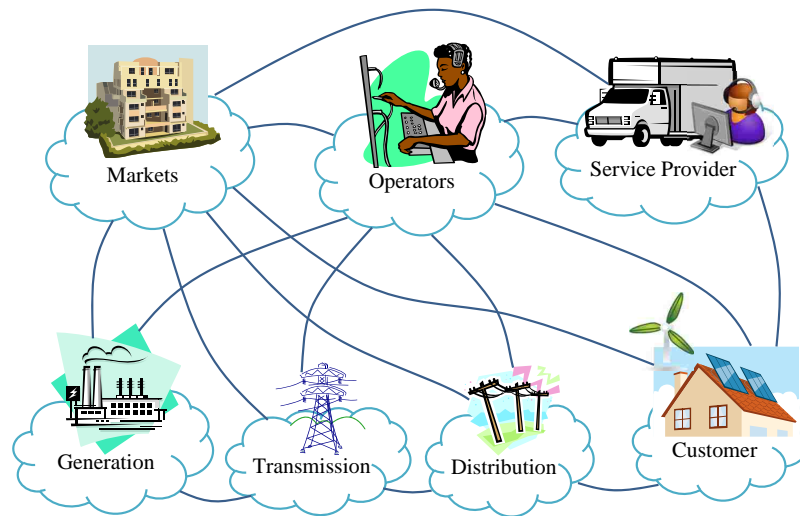 Markets
Operators
Service Provider
Generation
Transmission
Distribution
Customer